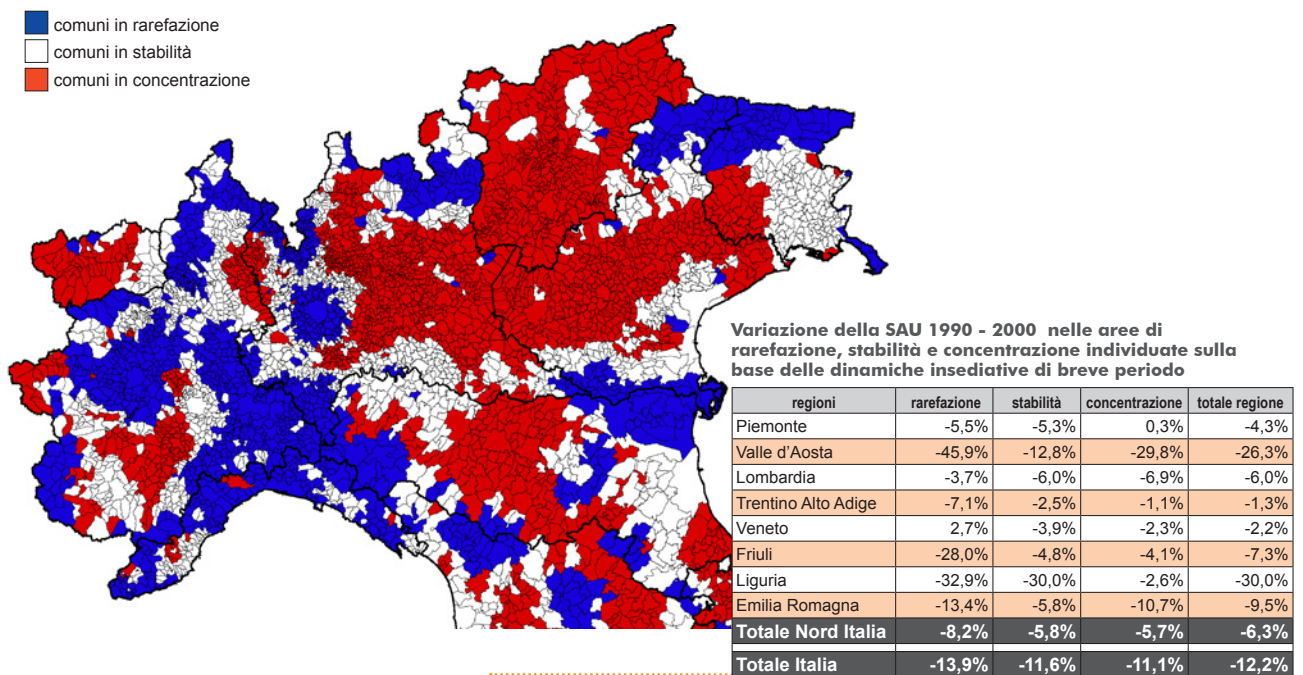 comuni in rarefazione
comuni in stabilità
comuni in concentrazione
Variazione della SAU 1990 - 2000 nelle aree di
rarefazione, stabilità e concentrazione individuate sulla
base delle dinamiche insediative di breve periodo
regioni rarefazione stabilità concentrazione totale regione
Piemonte -5,5% -5,3% 0,3% -4,3%
Valle d’Aosta -45,9% -12,8% -29,8% -26,3%
Lombardia -3,7% -6,0% -6,9% -6,0%
Trentino Alto Adige -7,1% -2,5% -1,1% -1,3%
Veneto 2,7% -3,9% -2,3% -2,2%
Friuli -28,0% -4,8% -4,1% -7,3%
Liguria -32,9% -30,0% -2,6% -30,0%
Emilia Romagna -13,4% -5,8% -10,7% -9,5%
Totale Nord Italia -8,2% -5,8% -5,7% -6,3%
Totale Italia -13,9% -11,6% -11,1% -12,2%